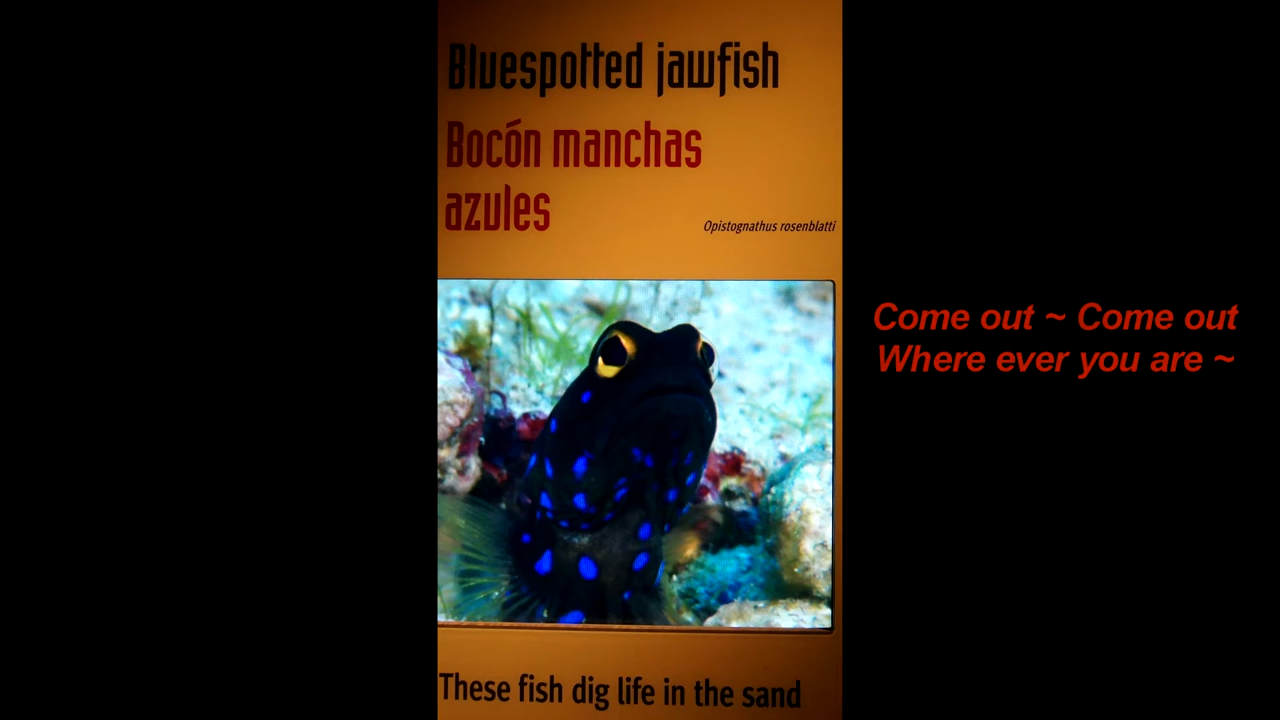 Bluespotted jawfish
Bocón manchas
azules
Opistognathus rosenblatti
Come out ~ Come out
Where ever you are ~
These fish dig life in the sand